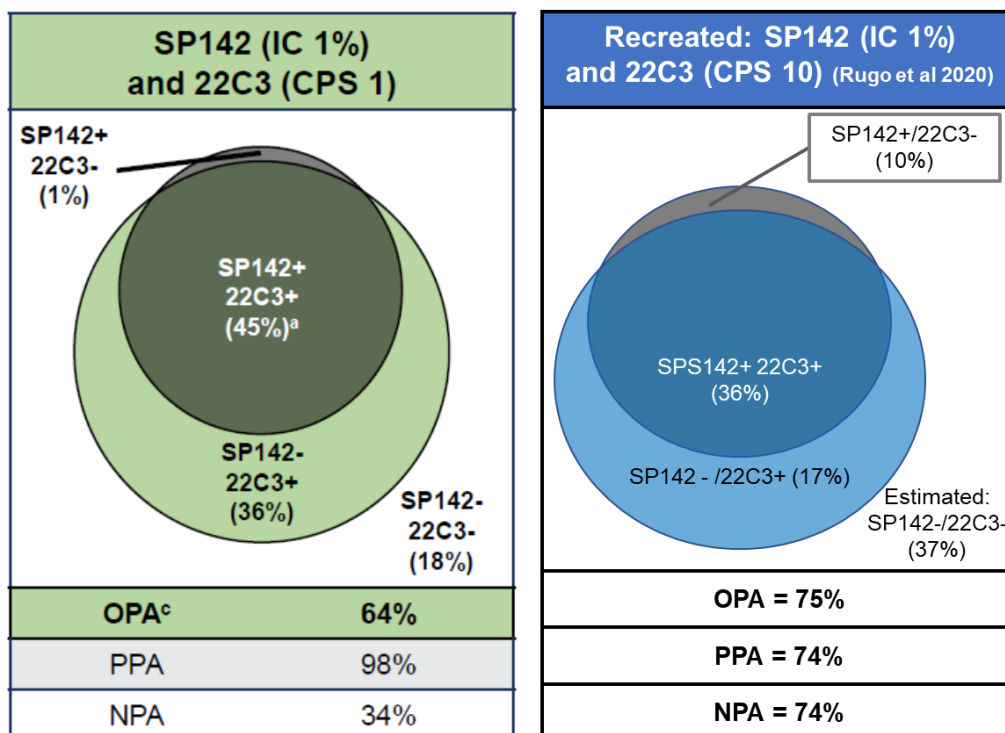 SP142 (IC 1%)
and 22C3 (CPS 1)
SP142+
22C3-
(1%)
SP142+
22C3+
(45%)ª
SP142-
22C3+
(36%)
SP142-
22C3-
(18%)
OPAᶜ 64%
PPA 98%
NPA 34%
Recreated: SP142 (IC 1%)
and 22C3 (CPS 10) (Rugo et al 2020)
SP142+/22C3-
(10%)
SPS142+ 22C3+
(36%)
SP142 - /22C3+ (17%)
Estimated:
SP142-/22C3-
(37%)
OPA = 75%
PPA = 74%
NPA = 74%